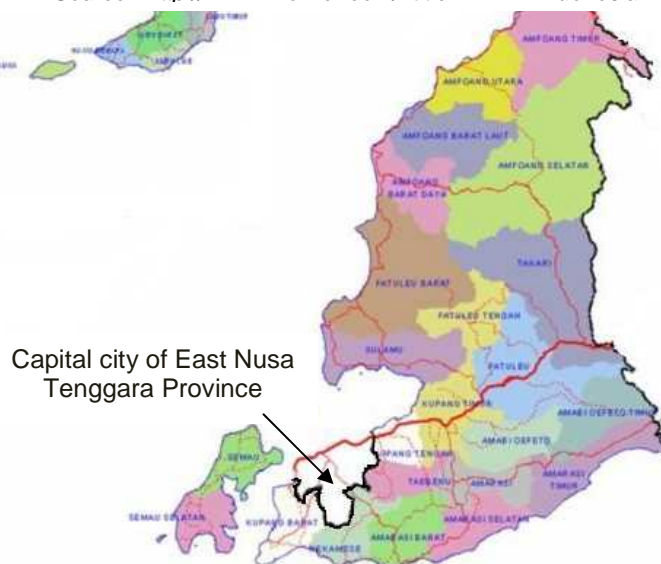 AMFOANG TIMUR
AMFOANG UTARA
AMFOANG BARAT LAUT
AMFOANG SELATAN
AMFOANG
BARAT DAYA
TAKARI
FATULEU BARAT
FATULEU TENGAH
SULAMU
FATULEU
Capital city of East Nusa
Tenggara Province
KUPANG TIMUR
AMABI OEFETO TIMU
AMABI OEFETO
SEMAU
PANG TENGAH
TAEBENU
AMARASI
AMARASI
TIMUR
SEMAU SELATAN
KUPANG BARAT
AMARASI SELATAN
NEKAMESE
AMARASI BARAT